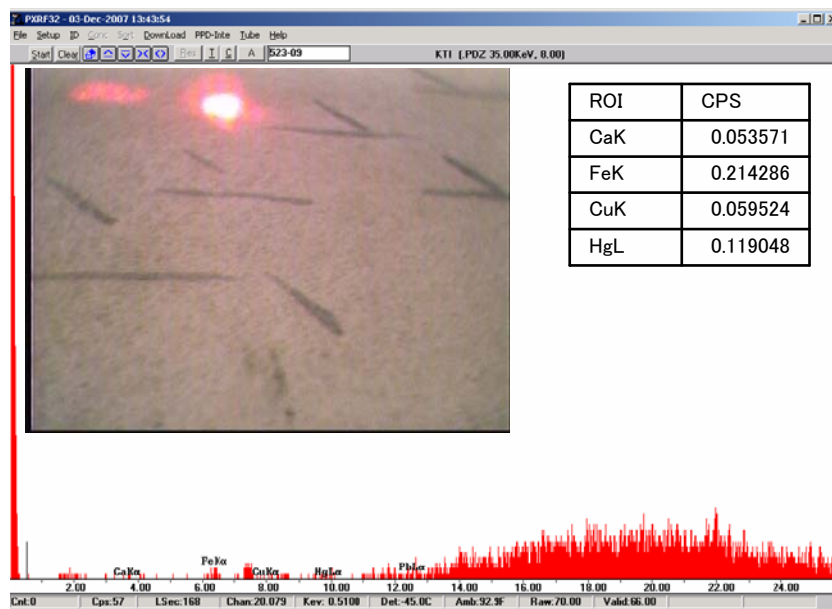 PXRF32 - 03-Dec-2007 13:43:54
File Setup ID Conc Sort DownLoad PPD-Inte Tube Help
Start Clear Res I C A 523-09 KTI (.PDZ 35.00KeV, 8.00)
ROI CPS
CaK 0.053571
FeK 0.214286
CuK 0.059524
HgL 0.119048
CaKα FeKα CuKα HgLα PbLα
2.00 4.00 6.00 8.00 10.00 12.00 14.00 16.00 18.00 20.00 22.00 24.00
Cnt:0 Cps:57 LSec:168 Chan:20.079 Kev: 0.5100 Det:-45.0C Amb:92.9F Raw:70.00 Valid:66.00